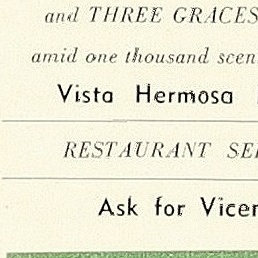 and THREE GRACES
amid one thousand scen
Vista Hermosa
RESTAURANT SE
Ask for Vicen